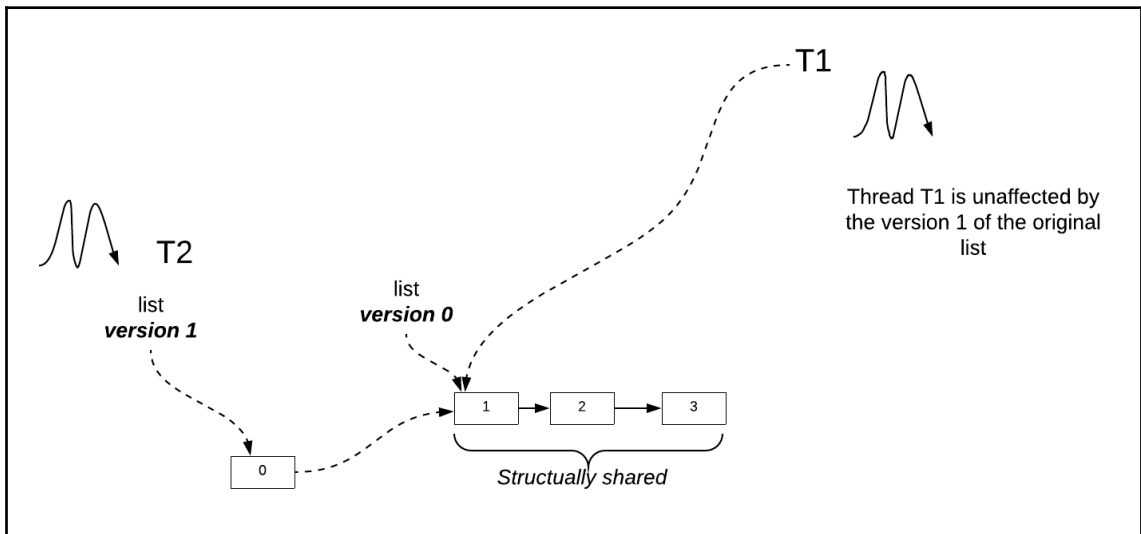 T1
Thread T1 is unaffected by
the version 1 of the original
list
T2
list
version 1
list
version 0
1
2
3
0
Structually shared